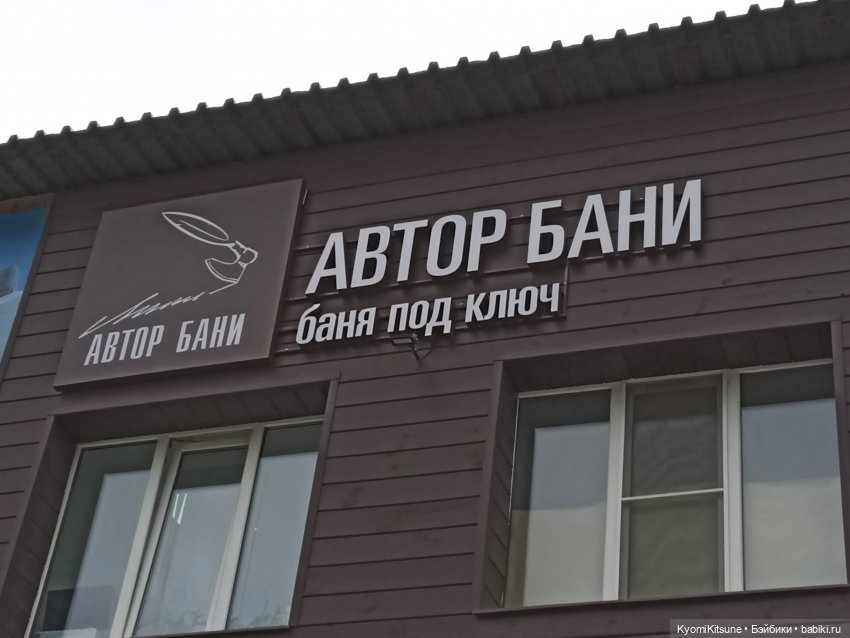 АВТОР БАНИ
баня под ключ
АВТОР БАНИ
KyomiKitsune • Бэйбики • babiki.ru